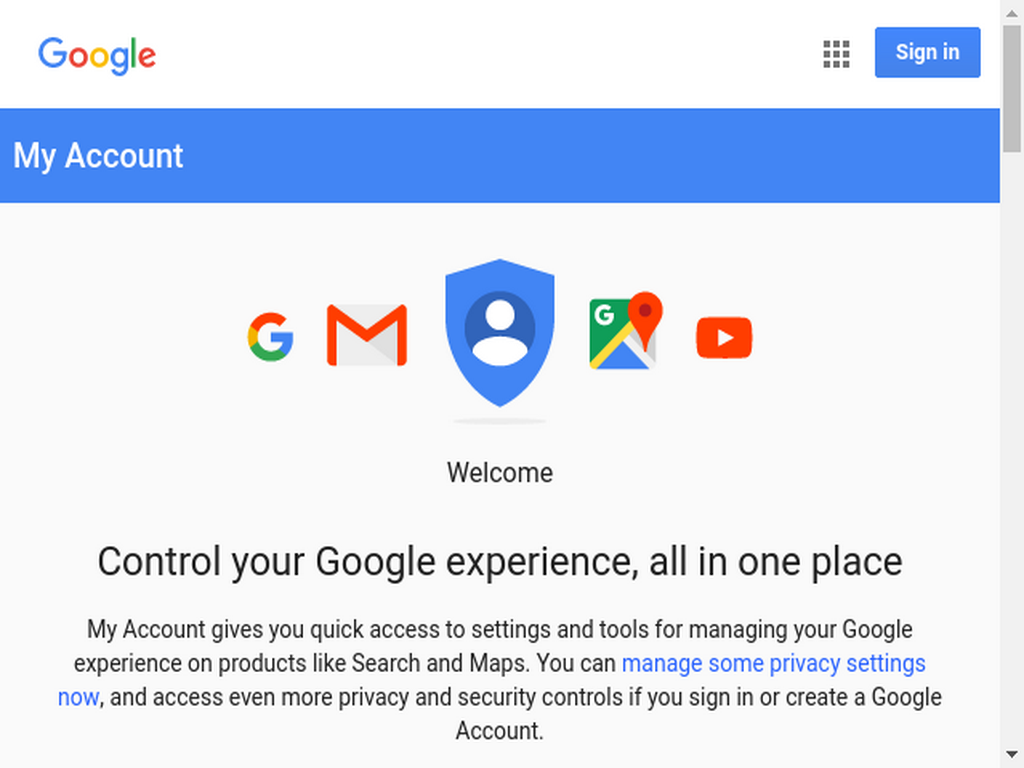 Google
Sign in
My Account
Welcome
Control your Google experience, all in one place
My Account gives you quick access to settings and tools for managing your Google
experience on products like Search and Maps. You can manage some privacy settings
now, and access even more privacy and security controls if you sign in or create a Google
Account.